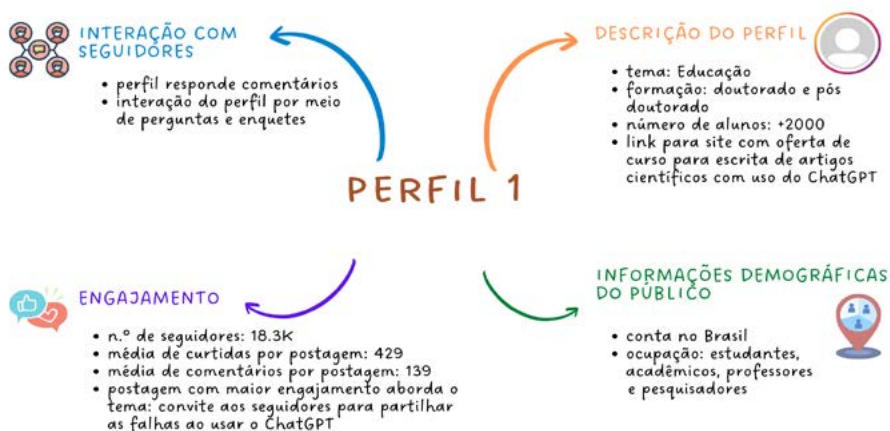 INTERAÇÃO COM
SEGUIDORES
• perfil responde comentários
• interação do perfil por meio
de perguntas e enquetes
DESCRIÇÃO DO PERFIL
• tema: Educação
• formação: doutorado e pós
doutorado
• número de alunos: +2000
• link para site com oferta de
curso para escrita de artigos
científicos com uso do ChatGPT
PERFIL 1
ENGAJAMENTO
• n.º de seguidores: 18.3K
• média de curtidas por postagem: 429
• média de comentários por postagem: 139
• postagem com maior engajamento aborda o
tema: convite aos seguidores para partilhar
as falhas ao usar o ChatGPT
INFORMAÇÕES DEMOGRÁFICAS
DO PÚBLICO
• conta no Brasil
• ocupação: estudantes,
acadêmicos, professores
e pesquisadores